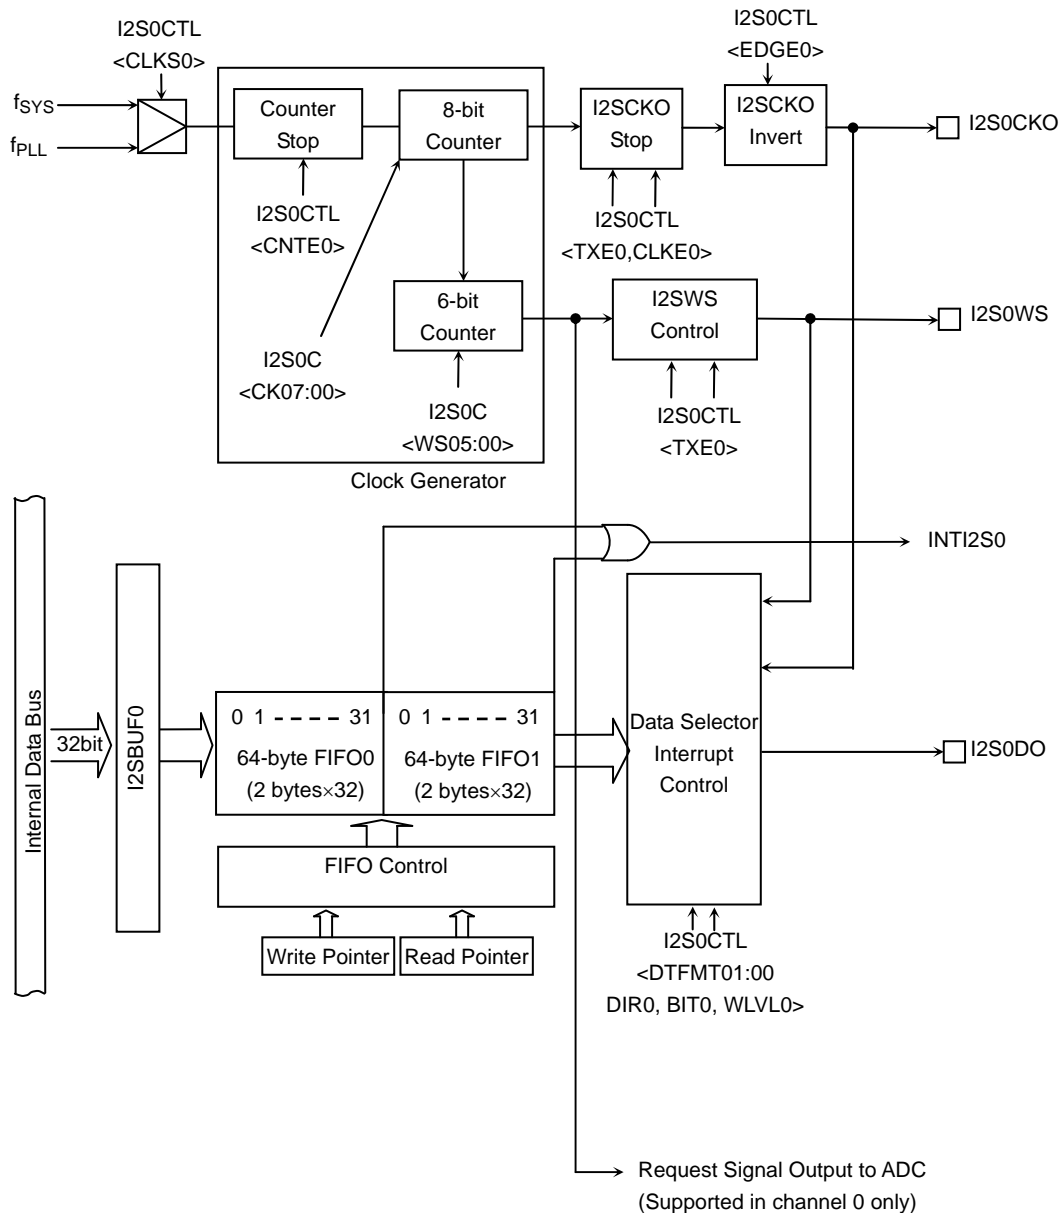 I2S0CTL
<CLKS0>
I2S0CTL
<EDGE0>
fSYS
fPLL
Counter
Stop
8-bit
Counter
I2SCKO
Stop
I2SCKO
Invert
I2S0CKO
I2S0CTL
<CNTE0>
I2S0CTL
<TXE0,CLKE0>
6-bit
Counter
I2SWS
Control
I2S0WS
I2S0C
<CK07:00>
I2S0C
<WS05:00>
I2S0CTL
<TXE0>
Clock Generator
INTI2S0
Internal Data Bus
32bit
I2SBUF0
0 1 ----- 31
64-byte FIFO0
(2 bytes×32)
0 1 ----- 31
64-byte FIFO1
(2 bytes×32)
Data Selector
Interrupt
Control
I2S0DO
FIFO Control
Write Pointer
Read Pointer
I2S0CTL
<DTFMT01:00
DIR0, BIT0, WLVL0>
Request Signal Output to ADC
(Supported in channel 0 only)